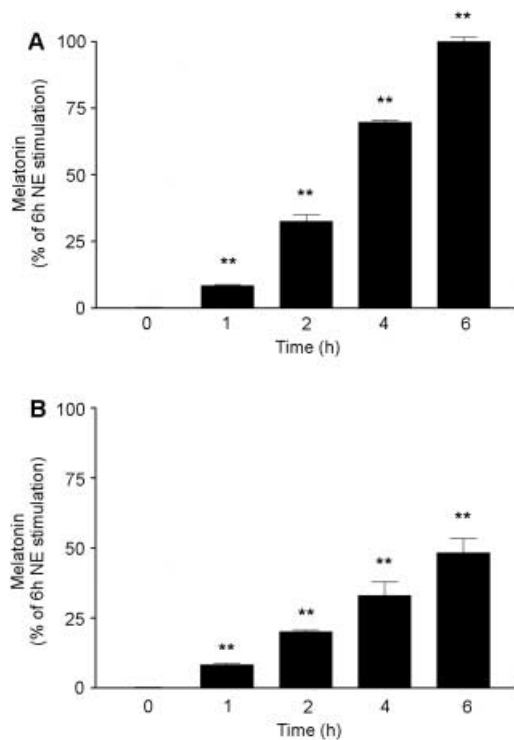 A
100
75
50
25
0
Melatonin
(% of 6h NE stimulation)
**
**
**
**
0 1 2 4 6
Time (h)
B
100
75
50
25
0
Melatonin
(% of 6h NE stimulation)
**
**
**
**
0 1 2 4 6
Time (h)